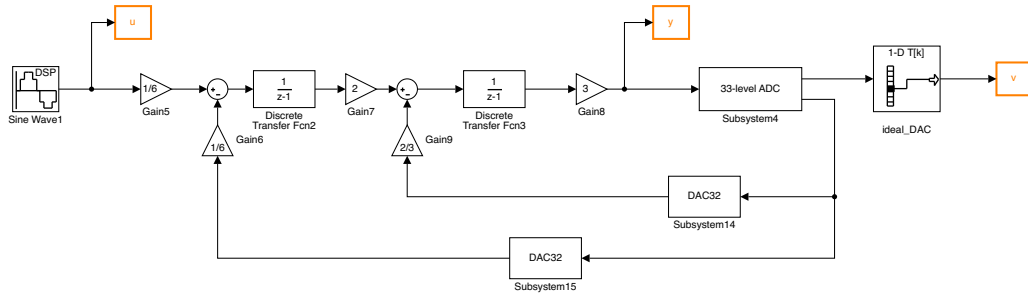 u
y
DSP
Sine Wave1
1/6
Gain5
+
-
1
z-1
Discrete
Transfer Fcn2
2
Gain7
+
-
1
z-1
Discrete
Transfer Fcn3
3
Gain8
33-level ADC
Subsystem4
1-D T[k]
ideal_DAC
v
1/6
Gain6
2/3
Gain9
DAC32
Subsystem14
DAC32
Subsystem15